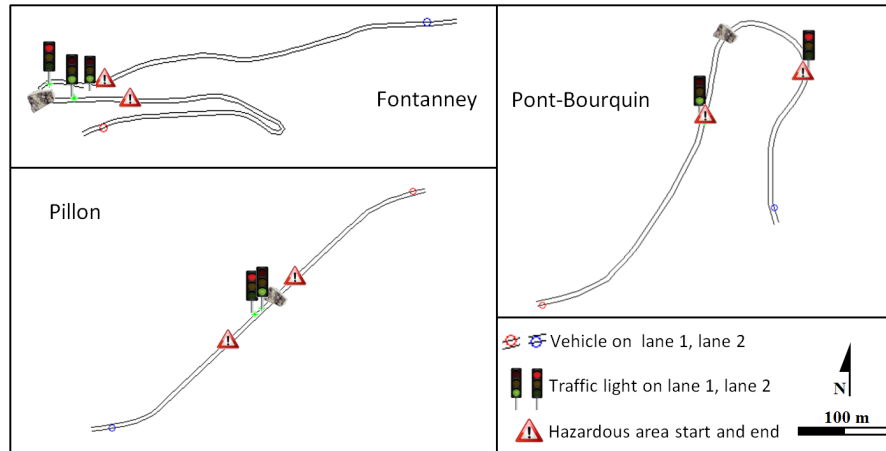 Fontanney
Pont-Bourquin
Pillon
Vehicle on lane 1, lane 2
Traffic light on lane 1, lane 2
Hazardous area start and end
N
100 m